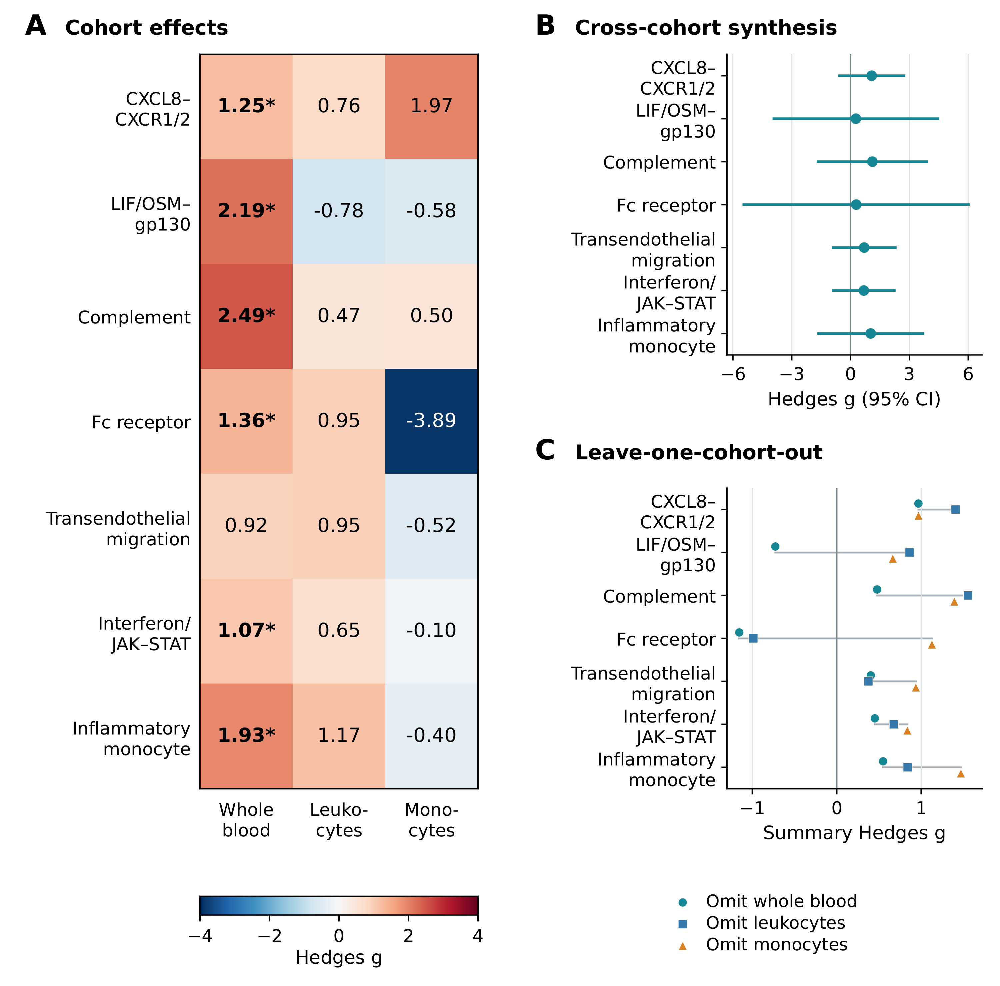 A Cohort effects
CXCL8–
CXCR1/2
1.25* 0.76 1.97
LIF/OSM–
gp130
2.19* -0.78 -0.58
Complement
2.49* 0.47 0.50
Fc receptor
1.36* 0.95 -3.89
Transendothelial
migration
0.92 0.95 -0.52
Interferon/
JAK–STAT
1.07* 0.65 -0.10
Inflammatory
monocyte
1.93* 1.17 -0.40
Whole
blood
Leuko-
cytes
Mono-
cytes
−4 −2 0 2 4
Hedges g
B Cross-cohort synthesis
CXCL8–
CXCR1/2
LIF/OSM–
gp130
Complement
Fc receptor
Transendothelial
migration
Interferon/
JAK–STAT
Inflammatory
monocyte
−6 −3 0 3 6
Hedges g (95% CI)
C Leave-one-cohort-out
CXCL8–
CXCR1/2
LIF/OSM–
gp130
Complement
Fc receptor
Transendothelial
migration
Interferon/
JAK–STAT
Inflammatory
monocyte
−1 0 1
Summary Hedges g
Omit whole blood
Omit leukocytes
Omit monocytes